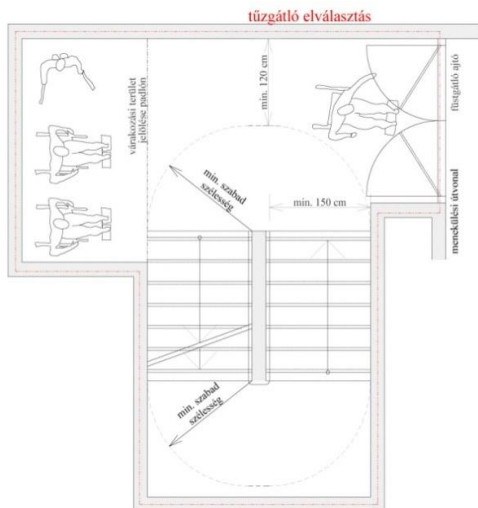 tűzgátló elválasztás
várakozási terület
jelölése padlón
min. 120 cm
füstgátló ajtó
min. szabad
szélesség
min. 150 cm
menekülési útvonal
min. szabad
szélesség